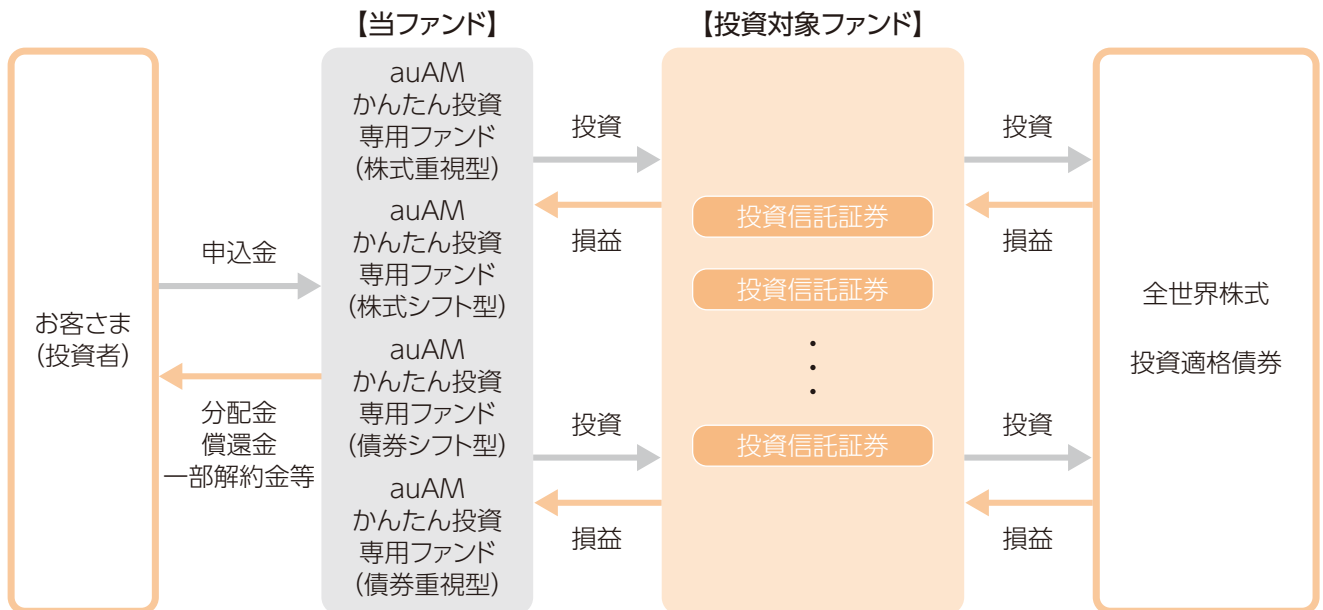 【当ファンド】
【投資対象ファンド】
お客さま
(投資者)
申込金
分配金
償還金
一部解約金等
auAM
かんたん投資
専用ファンド
(株式重視型)
auAM
かんたん投資
専用ファンド
(株式シフト型)
auAM
かんたん投資
専用ファンド
(債券シフト型)
auAM
かんたん投資
専用ファンド
(債券重視型)
投資
損益
投資
損益
投資信託証券
投資信託証券
・
・
・
投資信託証券
投資
損益
投資
損益
全世界株式
投資適格債券